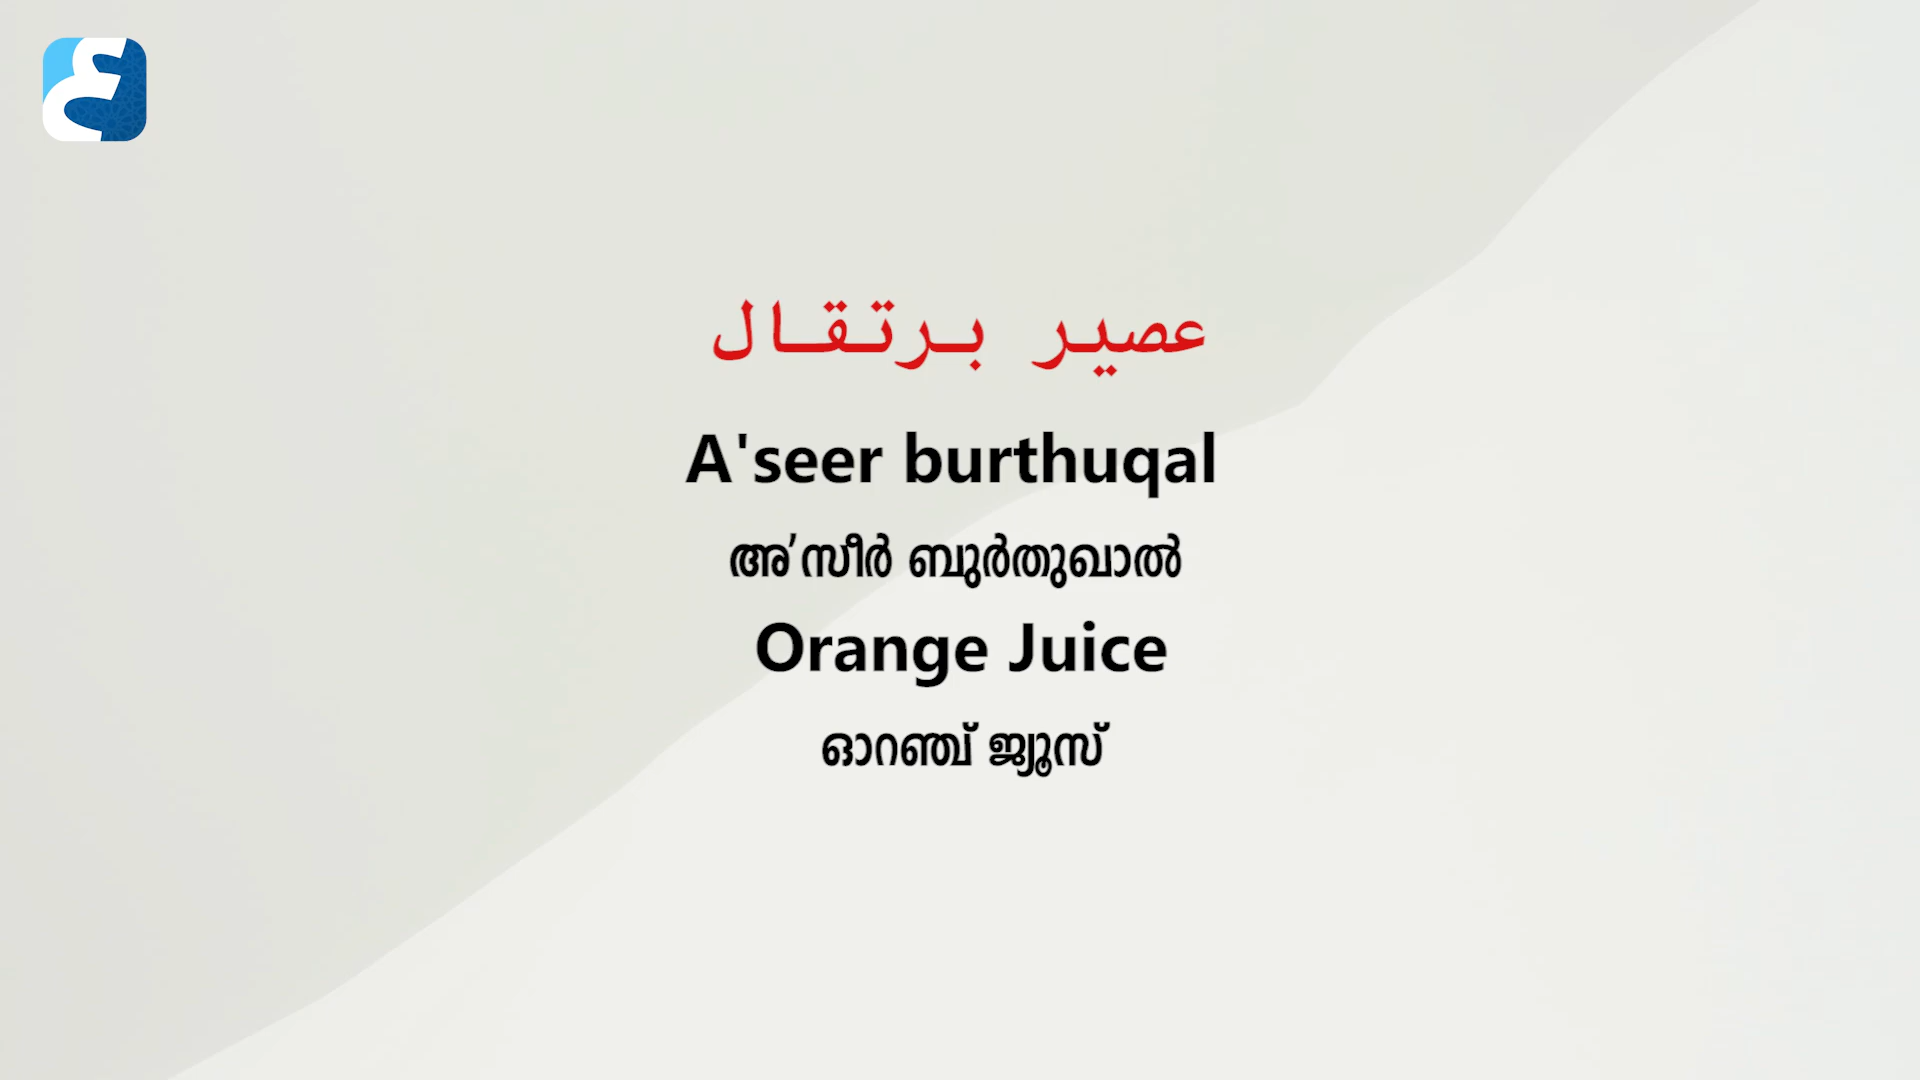 عصير برتقال
A'seer burthuqal
അ'സീർ ബുർതുഖാൽ
Orange Juice
ഓറഞ്ച് ജ്യൂസ്